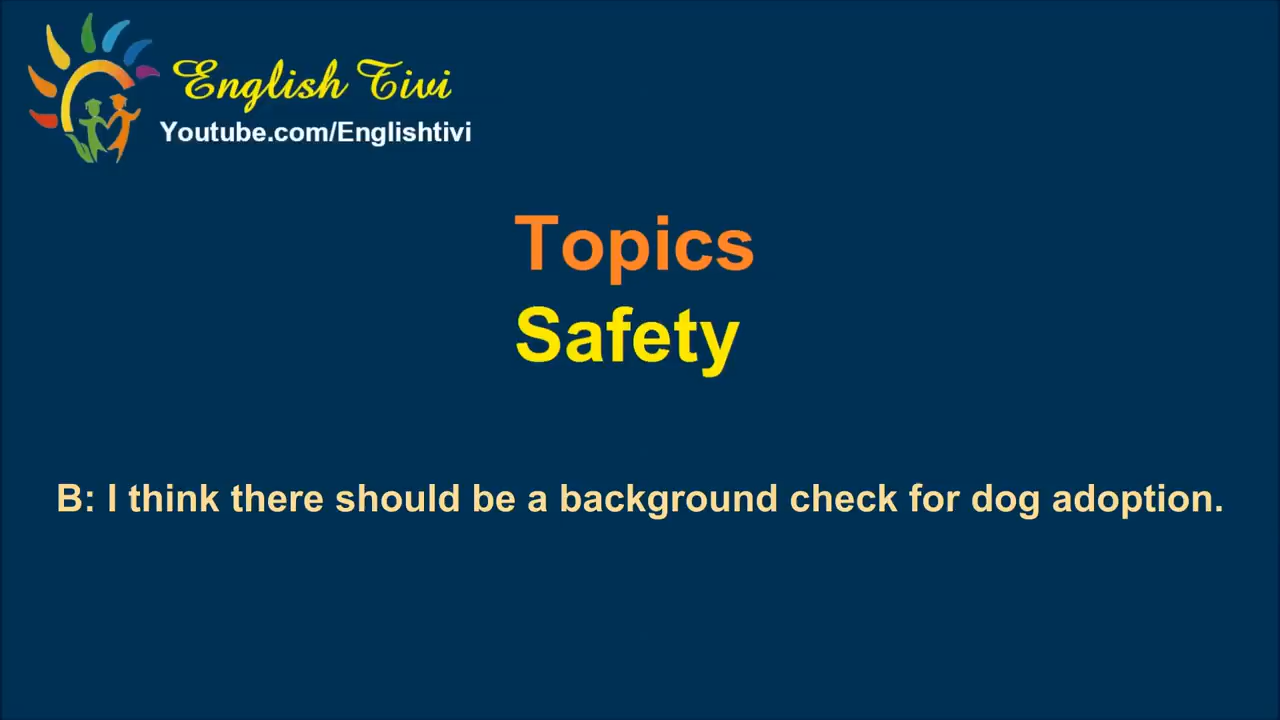 English Tivi
Youtube.com/Englishtivi
Topics
Safety
B: I think there should be a background check for dog adoption.